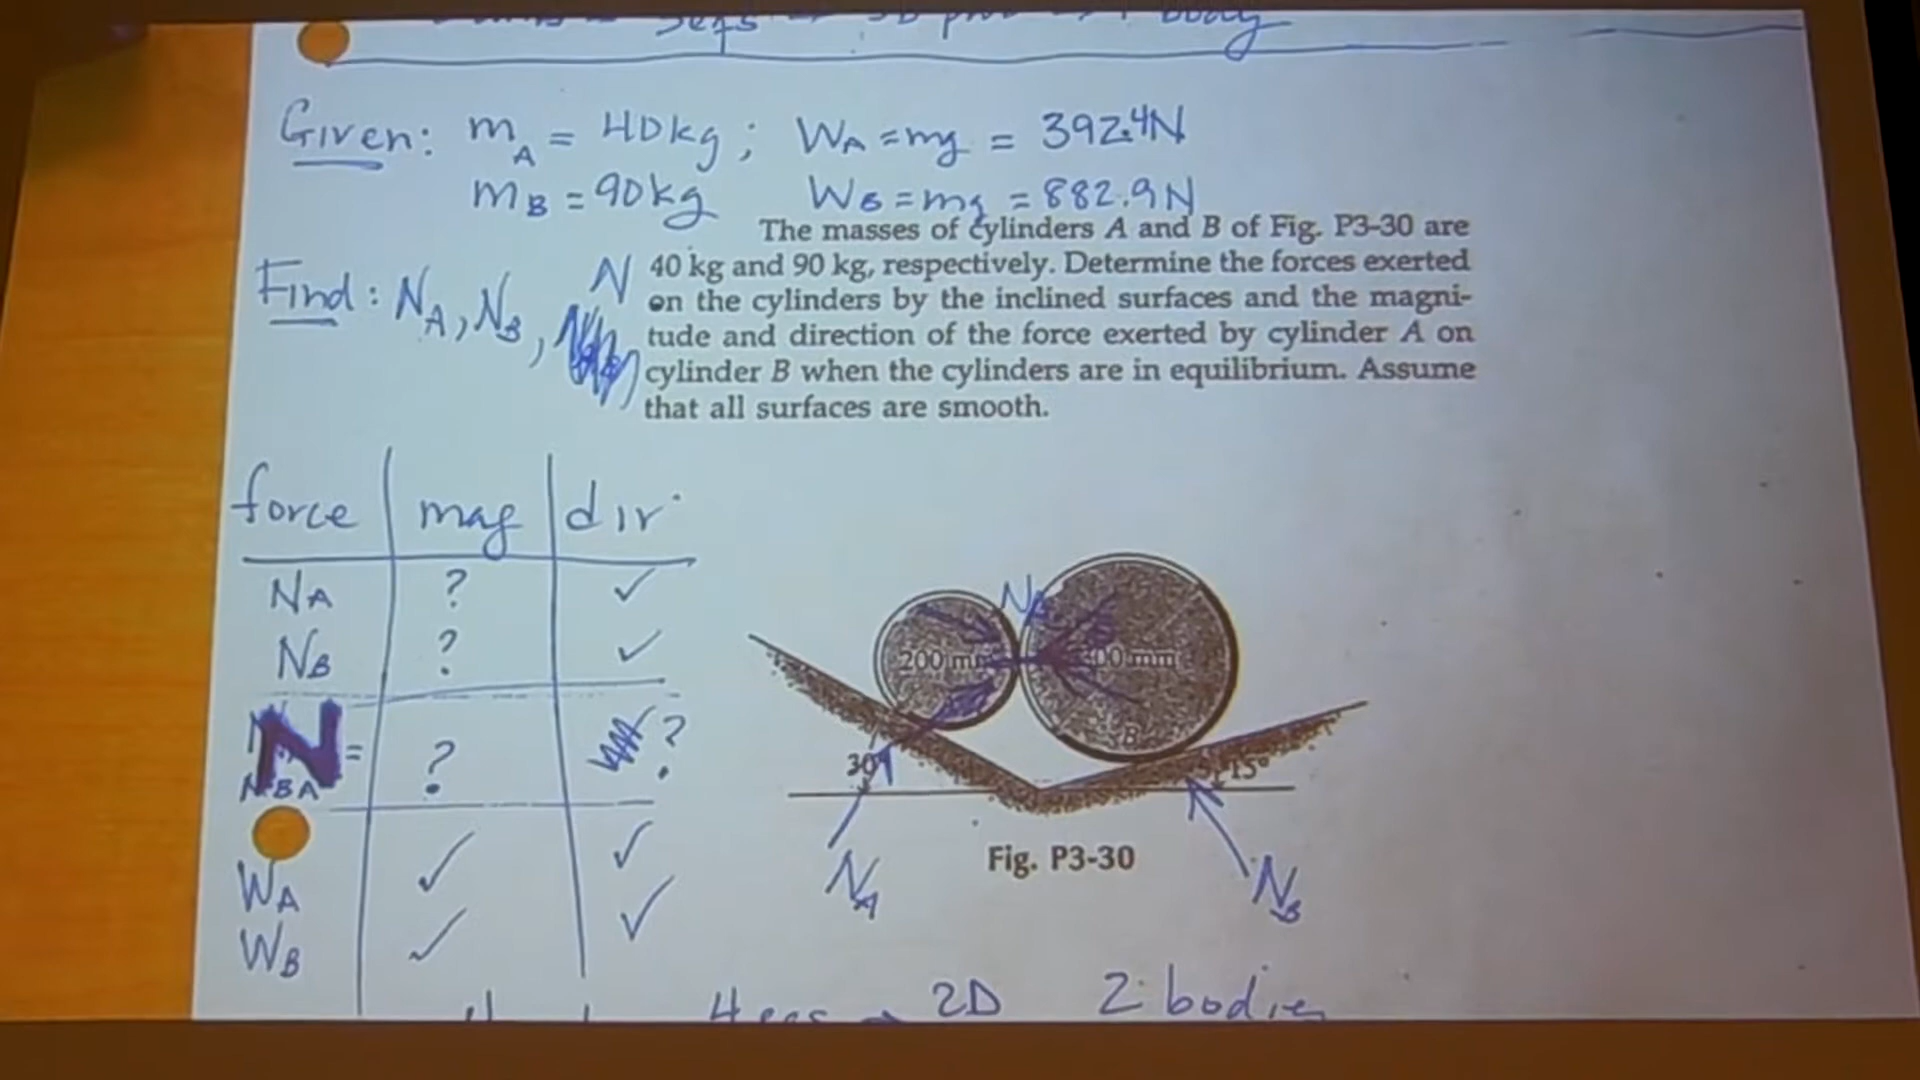 segs
body
Given: mA = 40kg; WA = mg = 392.4N
mB = 90kg WB = mg = 882.9N
The masses of cylinders A and B of Fig. P3-30 are
Find: NA, NB, N
40 kg and 90 kg, respectively. Determine the forces exerted
on the cylinders by the inclined surfaces and the magni-
tude and direction of the force exerted by cylinder A on
cylinder B when the cylinders are in equilibrium. Assume
that all surfaces are smooth.
force mag dir
NA ? ✓
NB ? ✓
N = ? ?
NBA
WA ✓ ✓
WB ✓ ✓
200 mm
B
30
15°
NA
NB
Fig. P3-30
2D 2 bodies